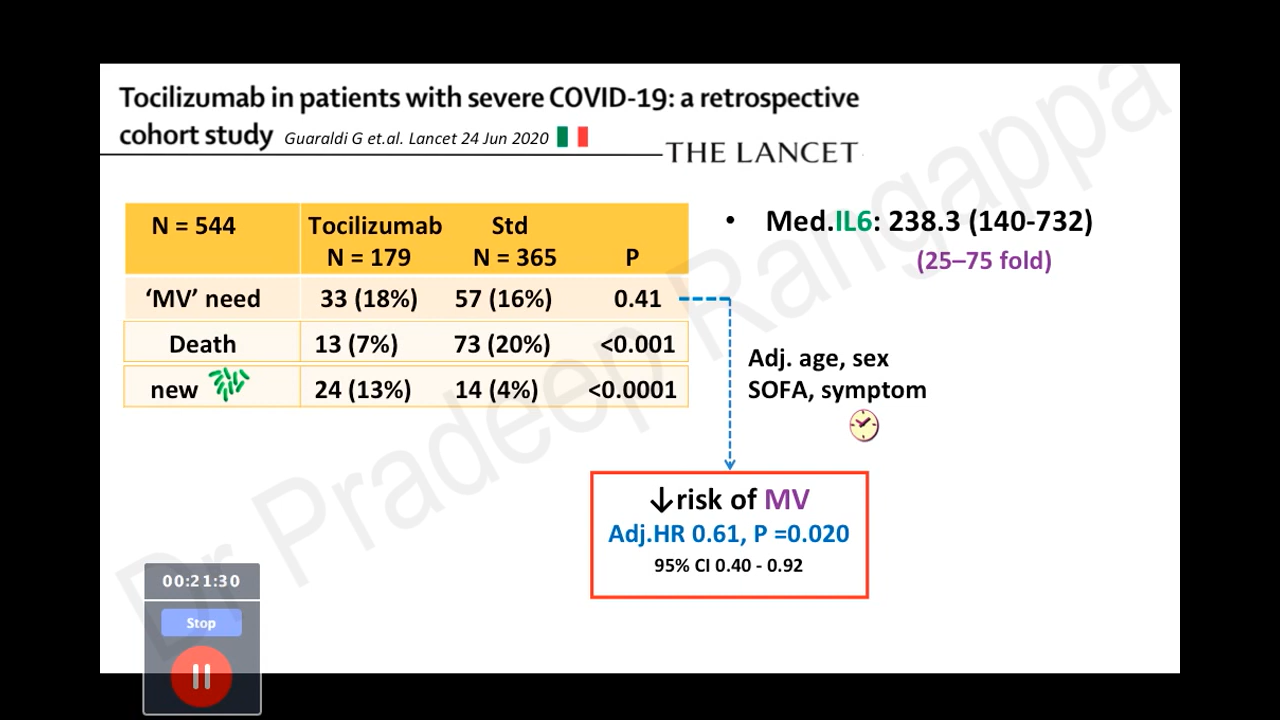 Tocilizumab in patients with severe COVID-19: a retrospective
cohort study Guaraldi G et.al. Lancet 24 Jun 2020
THE LANCET
N = 544 Tocilizumab Std
N = 179 N = 365 P
‘MV’ need 33 (18%) 57 (16%) 0.41
Death 13 (7%) 73 (20%) <0.001
new 24 (13%) 14 (4%) <0.0001
• Med.IL6: 238.3 (140-732)
(25–75 fold)
Adj. age, sex
SOFA, symptom
↓risk of MV
Adj.HR 0.61, P =0.020
95% CI 0.40 - 0.92
Dr Pradeep Rangappa
00:21:30
Stop